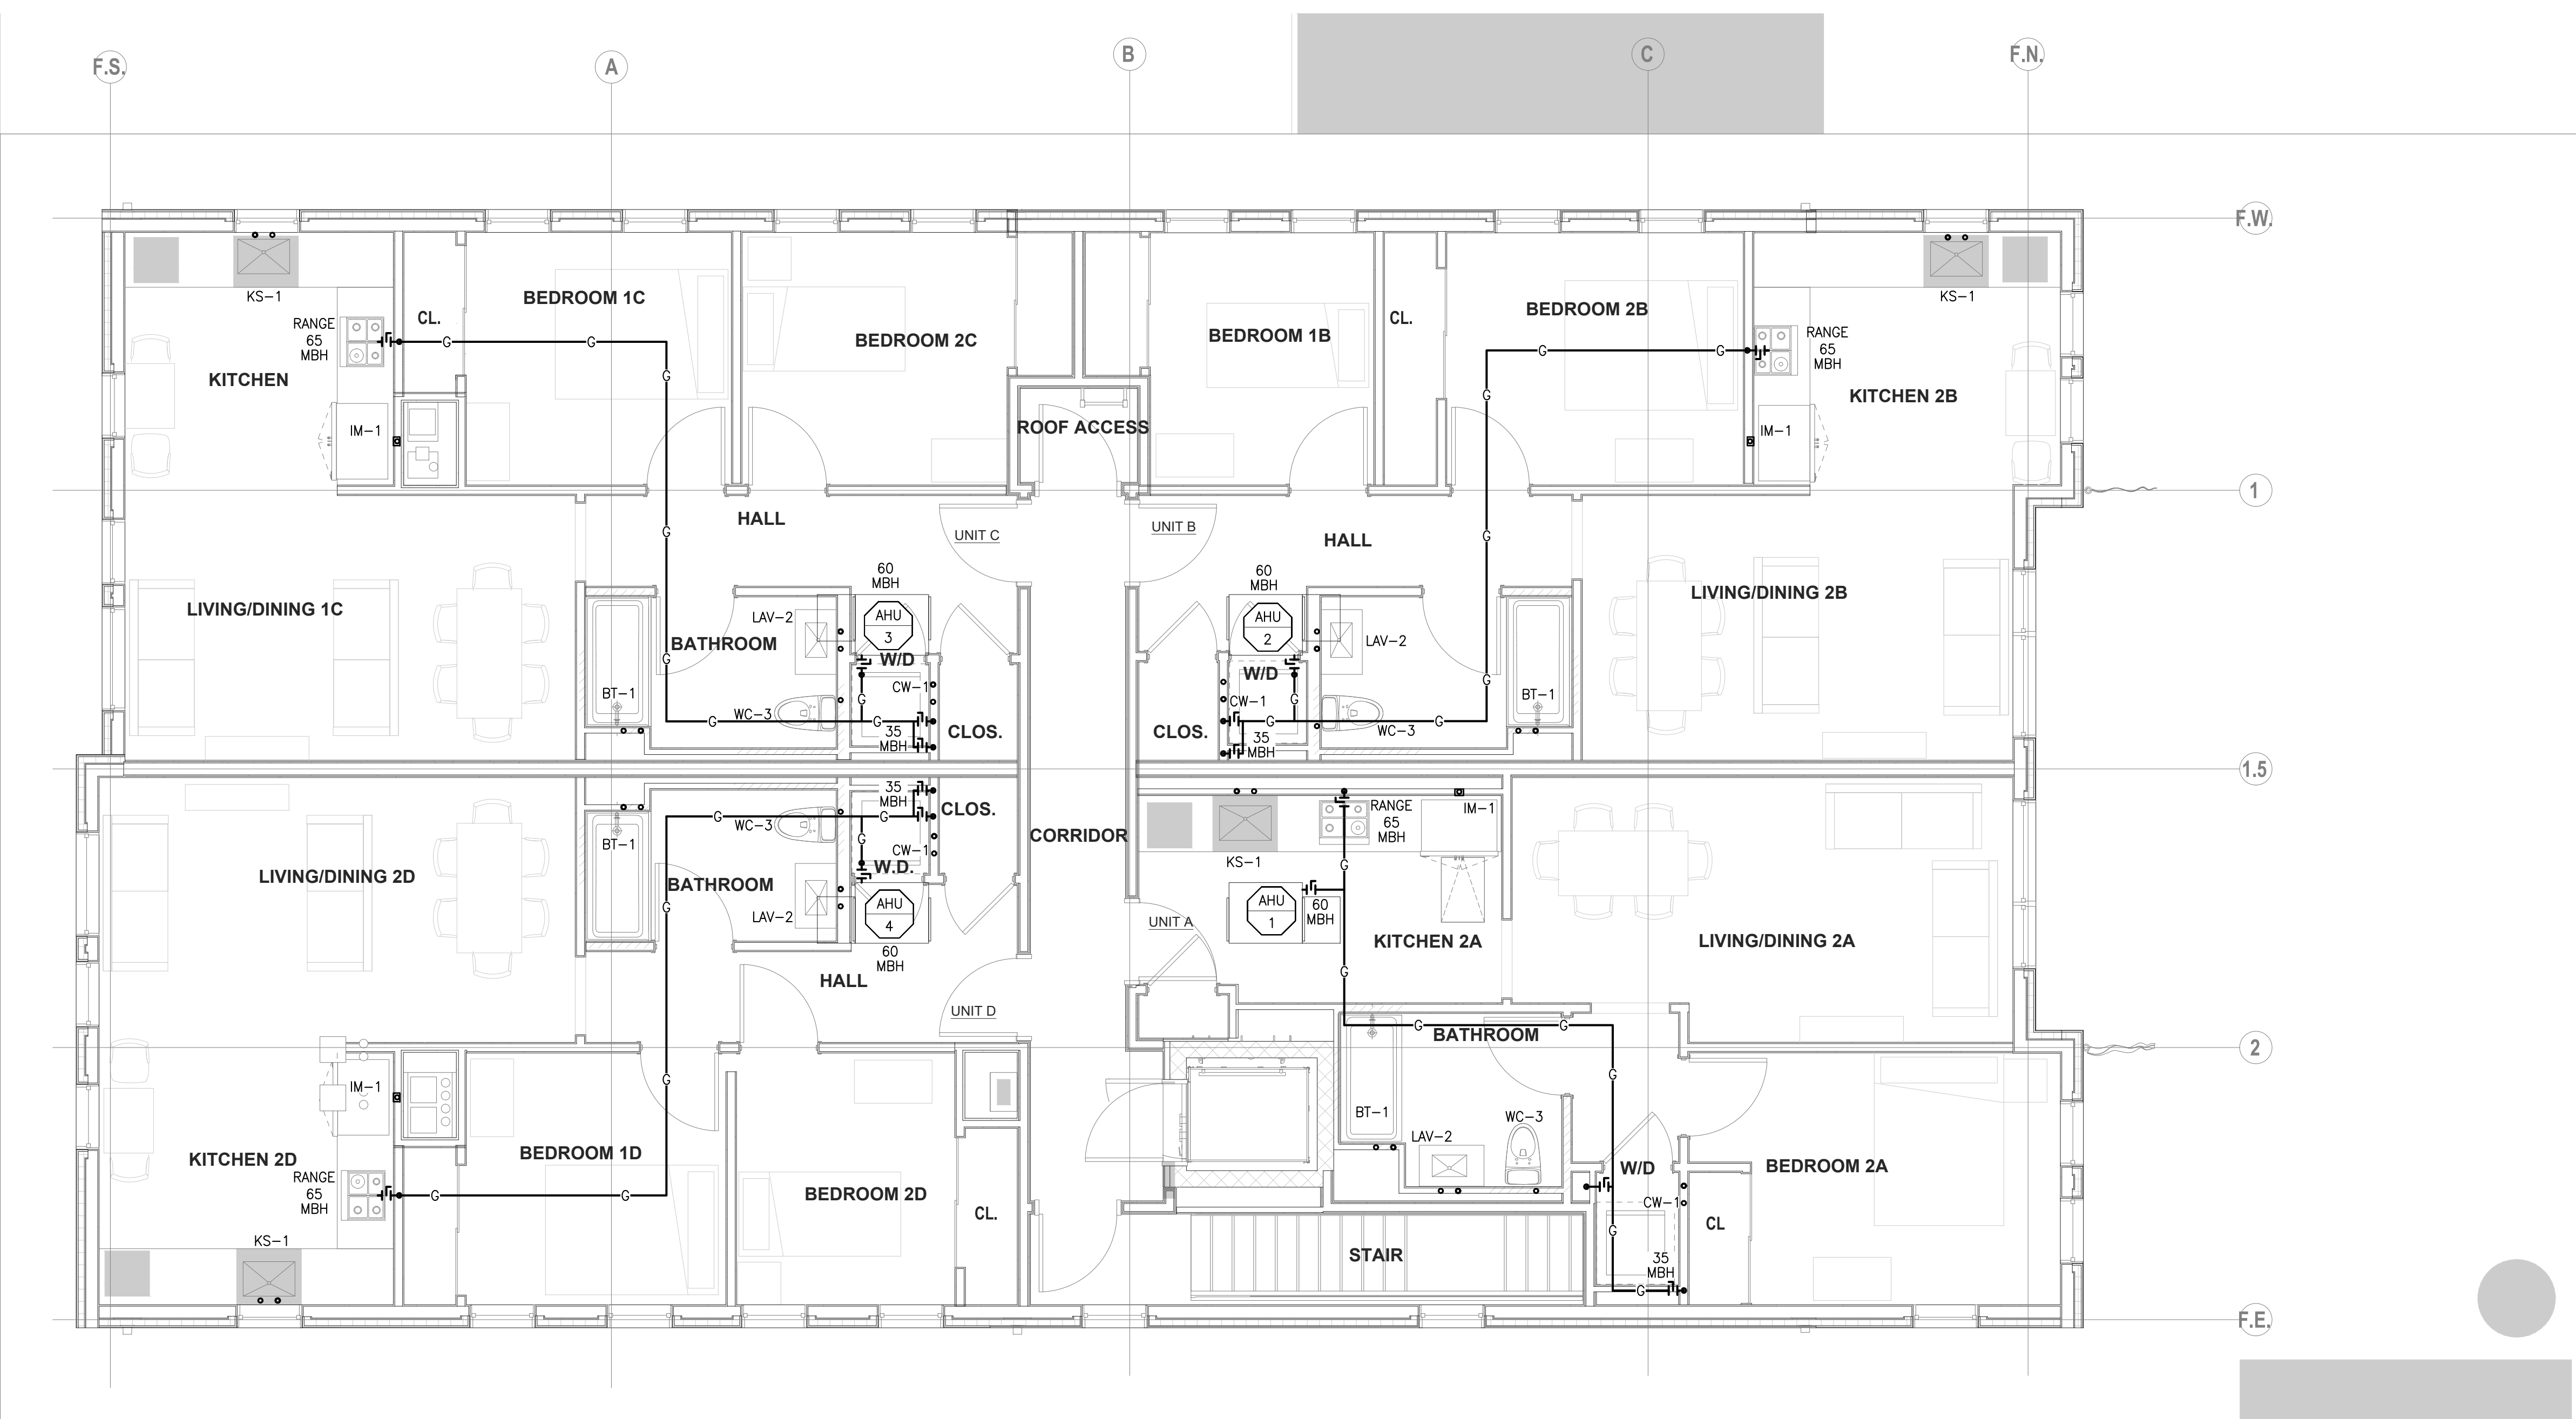 F.S.
A
B
C
F.N.
F.W.
KS-1
KS-1
BEDROOM 1C
BEDROOM 2B
CL.
CL.
RANGE
65
MBH
BEDROOM 2C
BEDROOM 1B
RANGE
65
MBH
G
G
G
G
G
G
KITCHEN
KITCHEN 2B
IM-1
ROOF ACCESS
IM-1
1
HALL
UNIT C
UNIT B
HALL
G
G
60
MBH
60
MBH
LIVING/DINING 1C
LIVING/DINING 2B
LAV-2
AHU
3
AHU
2
LAV-2
BATHROOM
G
W/D
W/D
G
BT-1
CW-1
CW-1
BT-1
G
G
WC-3
G
G
G
G
WC-3
35
MBH
CLOS.
CLOS.
35
MBH
1.5
35
MBH
CLOS.
RANGE
65
MBH
IM-1
G
WC-3
G
G
CORRIDOR
BT-1
CW-1
KS-1
G
W.D.
LIVING/DINING 2D
BATHROOM
G
LAV-2
AHU
4
AHU
1
60
MBH
UNIT A
60
MBH
KITCHEN 2A
LIVING/DINING 2A
HALL
G
UNIT D
G
G
BATHROOM
2
G
G
IM-1
BT-1
WC-3
LAV-2
BEDROOM 1D
KITCHEN 2D
W/D
BEDROOM 2A
RANGE
65
MBH
G
G
BEDROOM 2D
CL.
CW-1
CL
G
KS-1
STAIR
35
MBH
G
F.E.